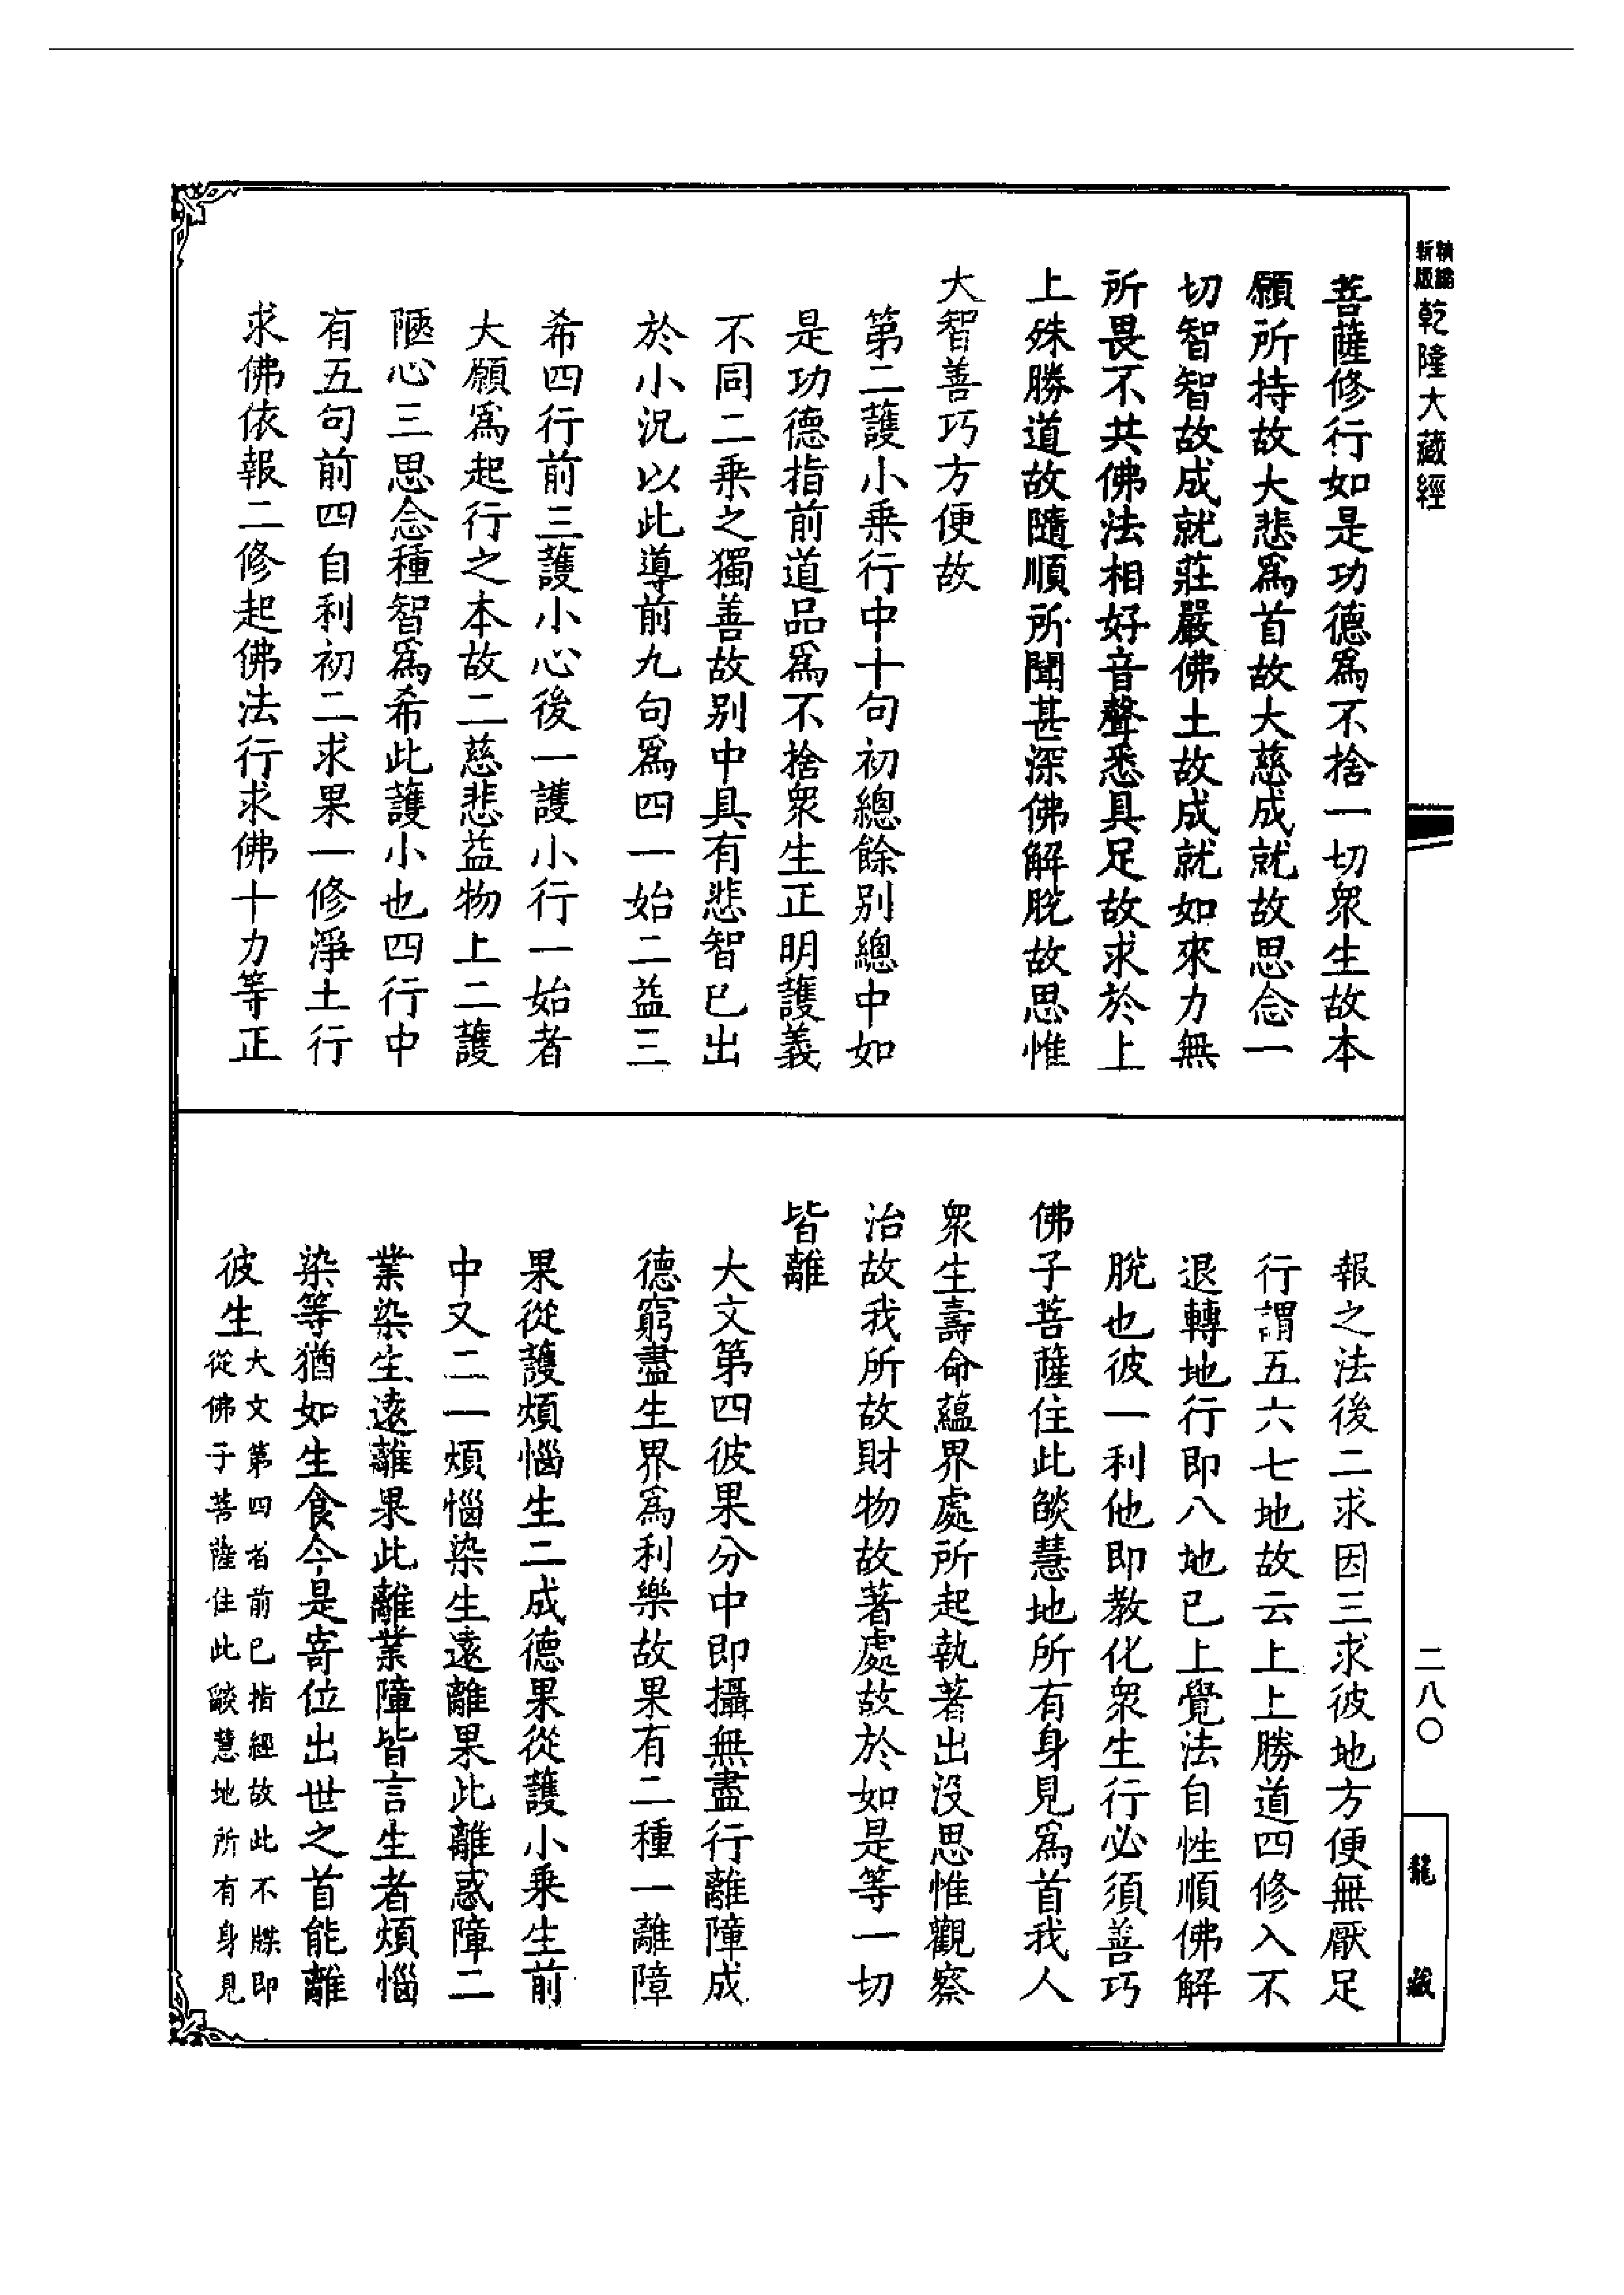 精編
新版
乾隆大藏經
菩薩修行如是功德為不捨一切眾生故本
願所持故大悲為首故大慈成就故思念一
切智智故成就莊嚴佛土故成就如來力無
所畏不共佛法相好音聲悉具足故求於上
上殊勝道故隨順所聞甚深佛解脫故思惟
大智善巧方便故
第二護小乘行中十句初總餘別總中如
是功德指前道品為不捨眾生正明護義
不同二乘之獨善故別中具有悲智已出
於小況以此導前九句為四一始二益三
希四行前三護小心後一護小行一始者
大願為起行之本故二慈悲益物上二護
陿心三思念種智為希此護小也四行中
有五句前四自利初二求果一修淨土行
求佛依報二修起佛法行求佛十力等正
報之法後二求因三求彼地方便無厭足
行謂五六七地故云上上勝道四修入不
退轉地行即八地已上覺法自性順佛解
脫也彼一利他即教化眾生行必須善巧
佛子菩薩住此燄慧地所有身見為首我人
眾生壽命蘊界處所起執著出沒思惟觀察
治故我所故財物故著處故於如是等一切
皆離
大文第四彼果分中即攝無盡行離障成
德窮盡生界為利樂故果有二種一離障
果從護煩惱生二成德果從護小乘生前
中又二一煩惱染生遠離果此離惑障二
業染生遠離果此離業障皆言生者煩惱
染等猶如生食今是寄位出世之首能離
彼生
大文第四省前已指經故此不牒即
從佛子菩薩住此燄慧地所有身見
二八〇
龍藏